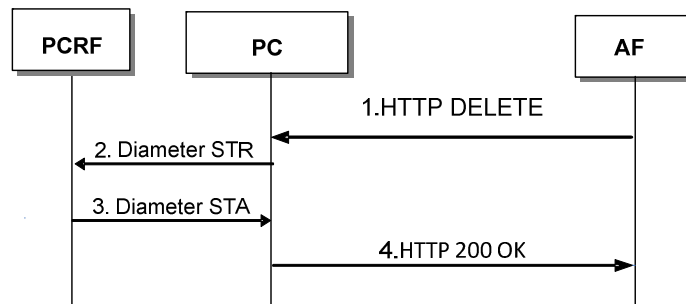 PCRF
PC
AF
1.HTTP DELETE
2. Diameter STR
3. Diameter STA
4.HTTP 200 OK